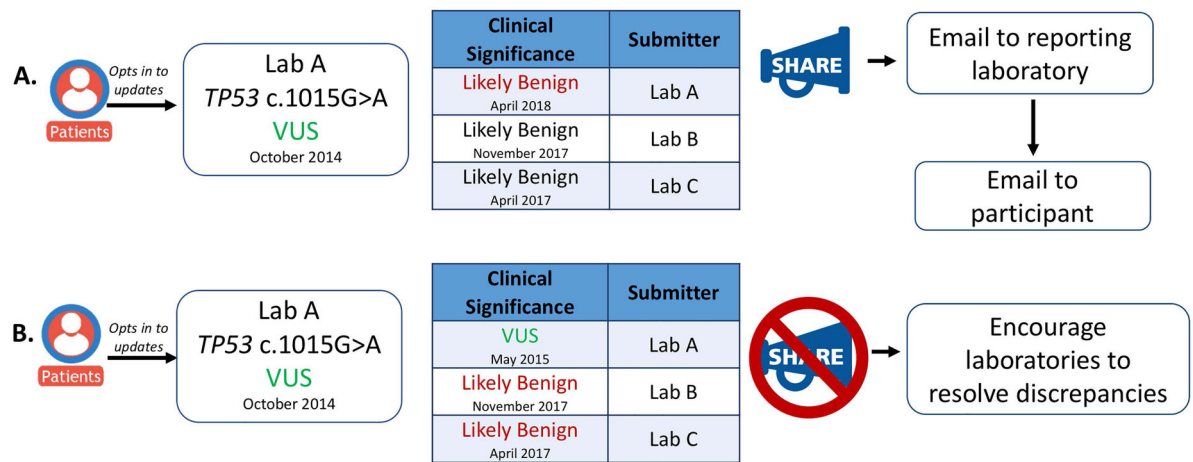 A.
Patients
Opts in to
updates
Lab A
TP53 c.1015G>A
VUS
October 2014
Clinical
Significance
Submitter
Likely Benign
April 2018
Lab A
Likely Benign
November 2017
Lab B
Likely Benign
April 2017
Lab C
SHARE
Email to reporting
laboratory
Email to
participant
B.
Patients
Opts in to
updates
Lab A
TP53 c.1015G>A
VUS
October 2014
Clinical
Significance
Submitter
VUS
May 2015
Lab A
Likely Benign
November 2017
Lab B
Likely Benign
April 2017
Lab C
SHARE
Encourage
laboratories to
resolve discrepancies